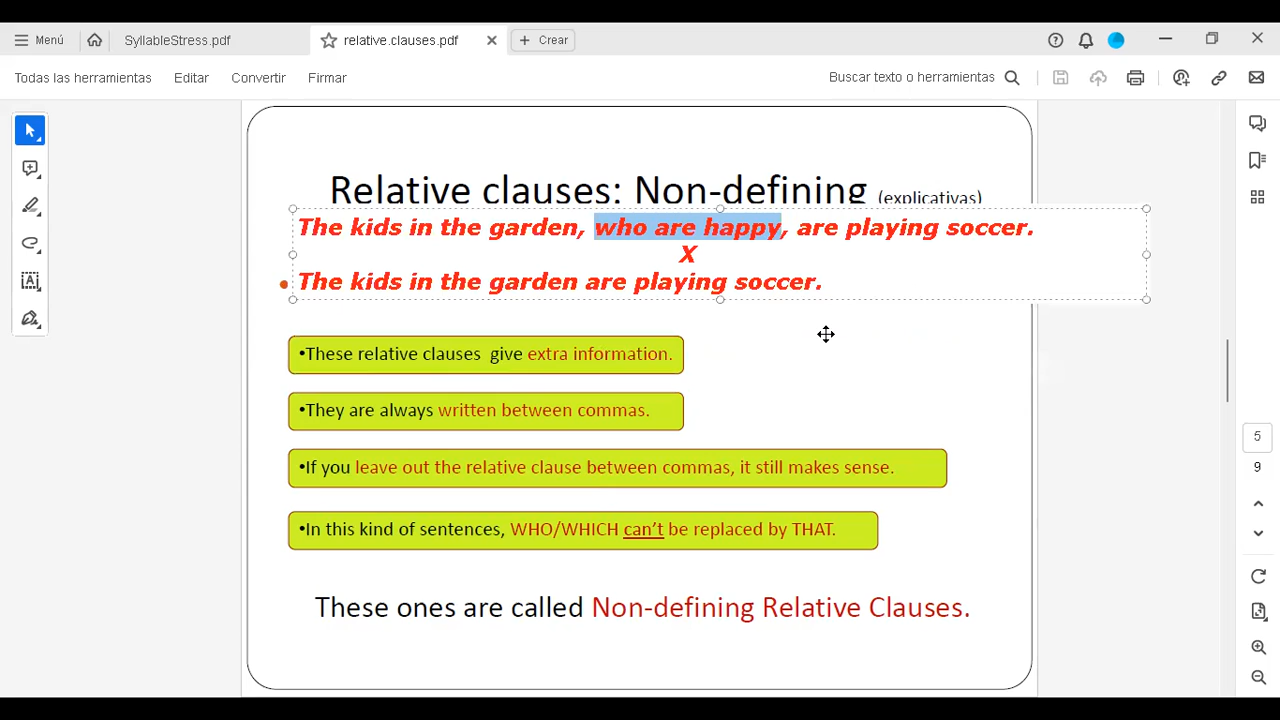 Menú
SyllableStress.pdf
relative.clauses.pdf
Crear
Todas las herramientas
Editar
Convertir
Firmar
Buscar texto o herramientas
Relative clauses: Non-defining (explicativas)
The kids in the garden, who are happy, are playing soccer.
X
The kids in the garden are playing soccer.
•These relative clauses give extra information.
•They are always written between commas.
•If you leave out the relative clause between commas, it still makes sense.
•In this kind of sentences, WHO/WHICH can't be replaced by THAT.
These ones are called Non-defining Relative Clauses.
5
9